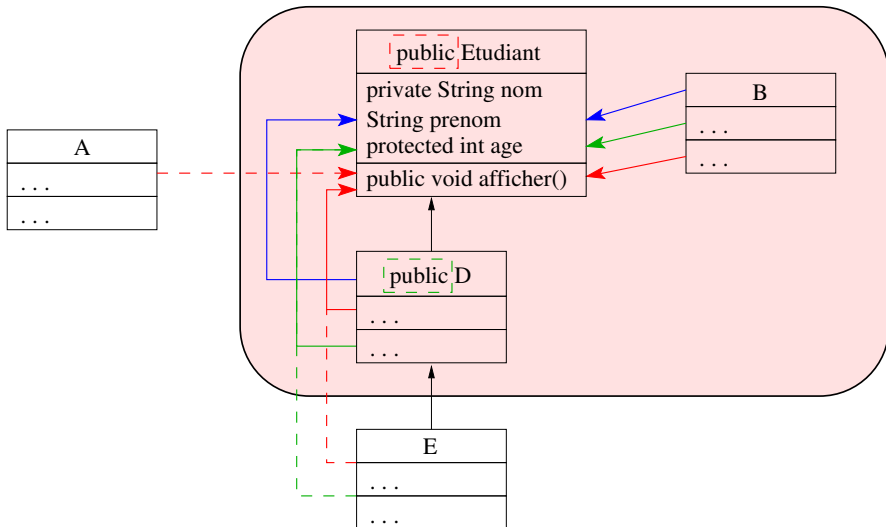 public Etudiant
private String nom
String prenom
protected int age
public void afficher()
B
. . .
. . .
A
. . .
. . .
public D
. . .
. . .
E
. . .
. . .